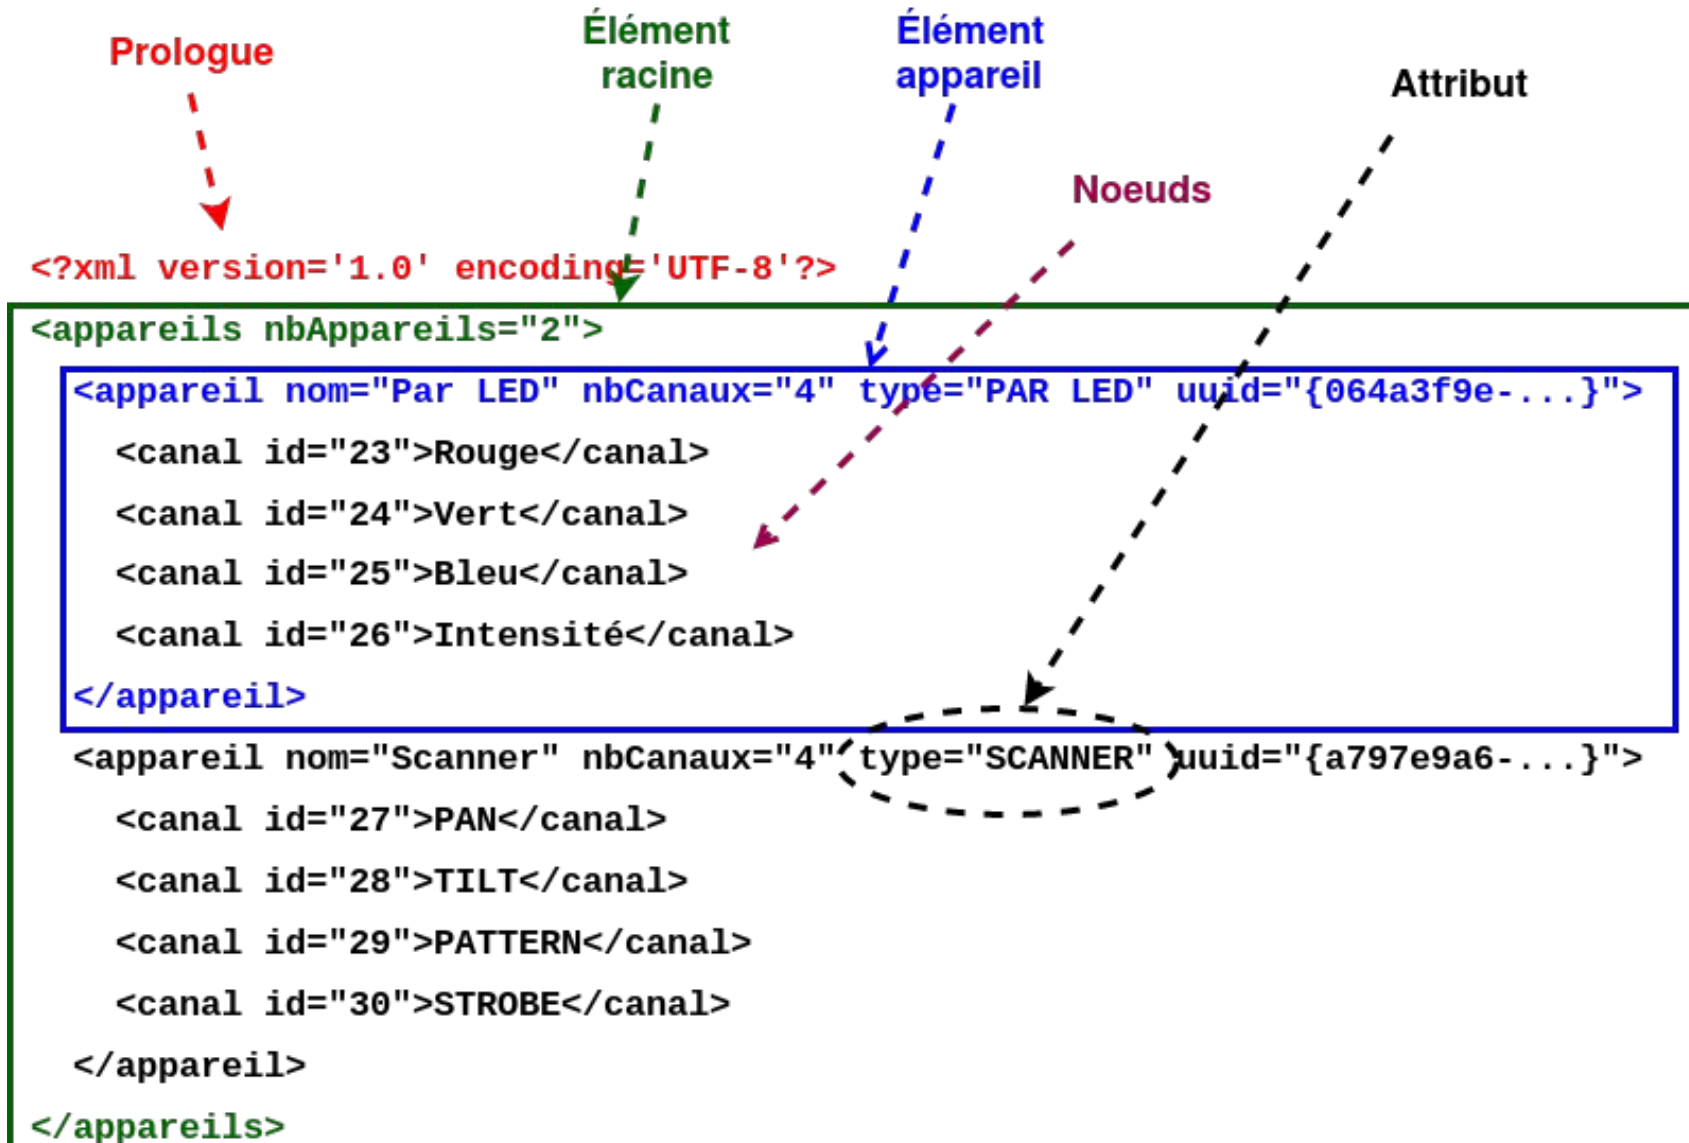 Prologue
Élément
racine
Élément
appareil
Attribut
Noeuds
<?xml version='1.0' encoding='UTF-8'?>
<appareils nbAppareils="2">
<appareil nom="Par LED" nbCanaux="4" type="PAR LED" uuid="{064a3f9e-...}">
<canal id="23">Rouge</canal>
<canal id="24">Vert</canal>
<canal id="25">Bleu</canal>
<canal id="26">Intensité</canal>
</appareil>
<appareil nom="Scanner" nbCanaux="4" type="SCANNER" uuid="{a797e9a6-...}">
<canal id="27">PAN</canal>
<canal id="28">TILT</canal>
<canal id="29">PATTERN</canal>
<canal id="30">STROBE</canal>
</appareil>
</appareils>